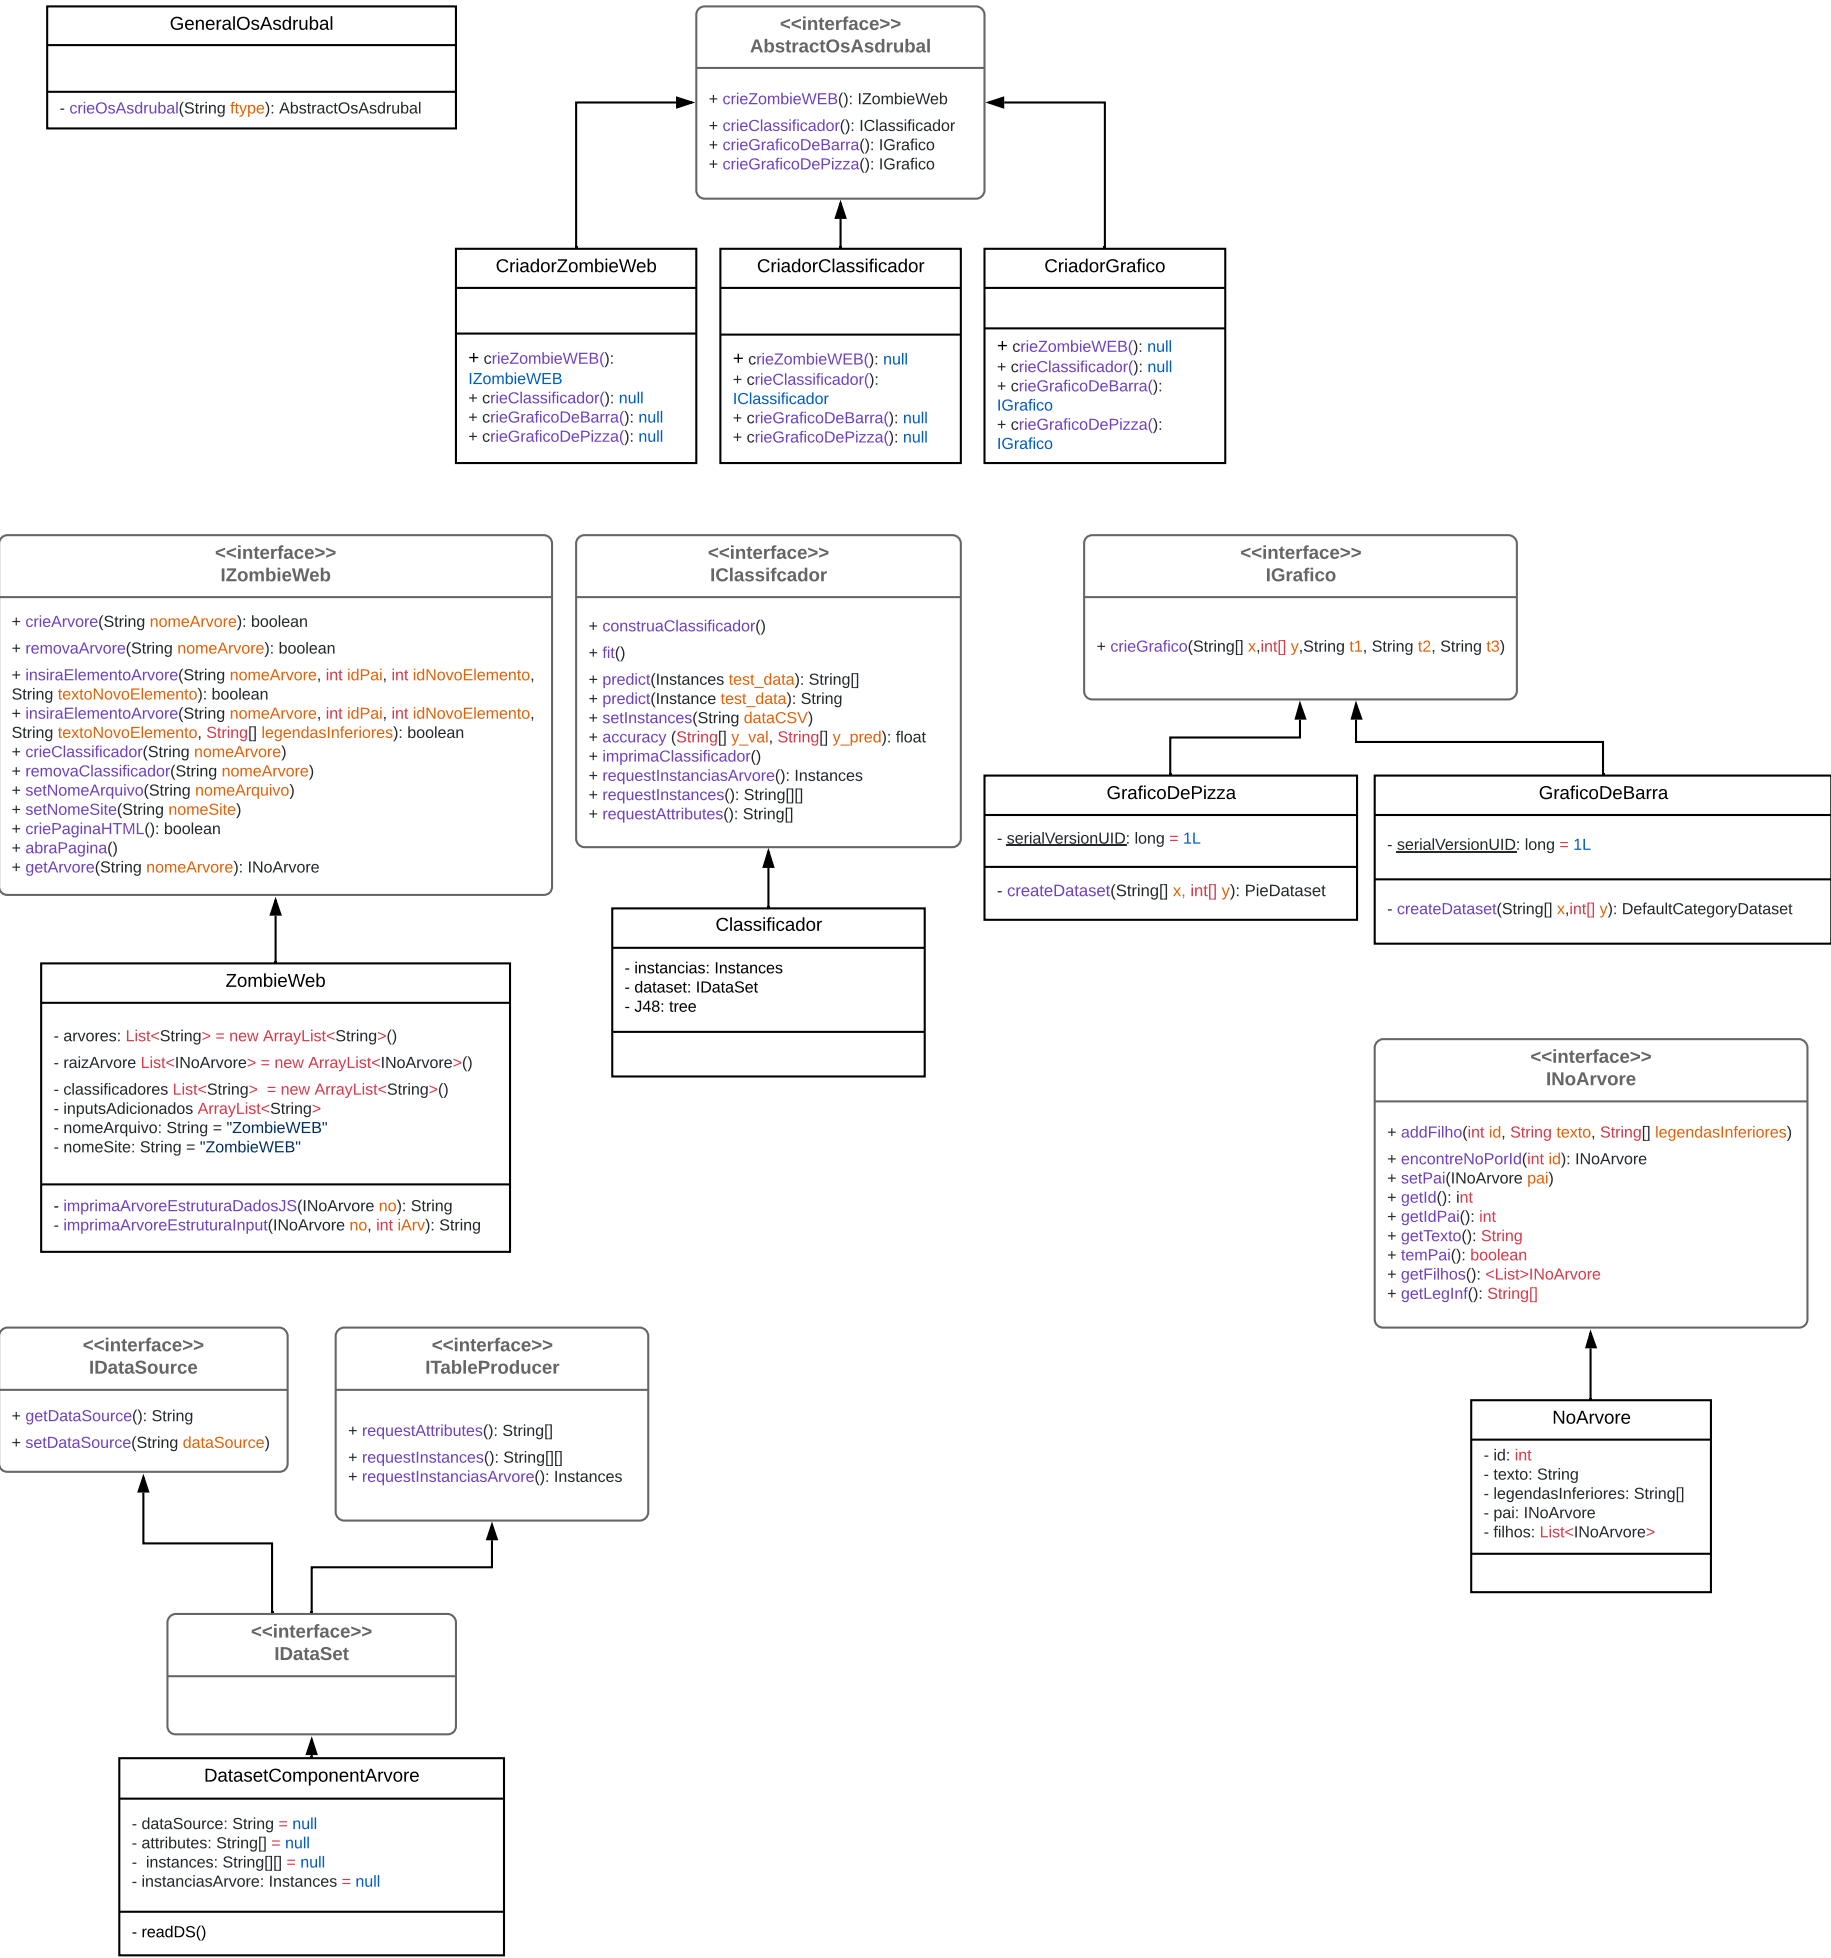 GeneralOsAsdrubal
- crieOsAsdrubal(String ftype): AbstractOsAsdrubal
<<interface>>
AbstractOsAsdrubal
+ crieZombieWEB(): IZombieWeb
+ crieClassificador(): IClassificador
+ crieGraficoDeBarra(): IGrafico
+ crieGraficoDePizza(): IGrafico
CriadorZombieWeb
+ crieZombieWEB():
IZombieWEB
+ crieClassificador(): null
+ crieGraficoDeBarra(): null
+ crieGraficoDePizza(): null
CriadorClassificador
+ crieZombieWEB(): null
+ crieClassificador():
IClassificador
+ crieGraficoDeBarra(): null
+ crieGraficoDePizza(): null
CriadorGrafico
+ crieZombieWEB(): null
+ crieClassificador(): null
+ crieGraficoDeBarra():
IGrafico
+ crieGraficoDePizza():
IGrafico
<<interface>>
IZombieWeb
+ crieArvore(String nomeArvore): boolean
+ removaArvore(String nomeArvore): boolean
+ insiraElementoArvore(String nomeArvore, int idPai, int idNovoElemento,
String textoNovoElemento): boolean
+ insiraElementoArvore(String nomeArvore, int idPai, int idNovoElemento,
String textoNovoElemento, String[] legendasInferiores): boolean
+ crieClassificador(String nomeArvore)
+ removaClassificador(String nomeArvore)
+ setNomeArquivo(String nomeArquivo)
+ setNomeSite(String nomeSite)
+ criePaginaHTML(): boolean
+ abraPagina()
+ getArvore(String nomeArvore): INoArvore
<<interface>>
IClassifcador
+ construaClassificador()
+ fit()
+ predict(Instances test_data): String[]
+ predict(Instance test_data): String
+ setInstances(String dataCSV)
+ accuracy (String[] y_val, String[] y_pred): float
+ imprimaClassificador()
+ requestInstanciasArvore(): Instances
+ requestInstances(): String[][]
+ requestAttributes(): String[]
<<interface>>
IGrafico
+ crieGrafico(String[] x,int[] y,String t1, String t2, String t3)
GraficoDePizza
- serialVersionUID: long = 1L
- createDataset(String[] x, int[] y): PieDataset
GraficoDeBarra
- serialVersionUID: long = 1L
- createDataset(String[] x,int[] y): DefaultCategoryDataset
Classificador
- instancias: Instances
- dataset: IDataSet
- J48: tree
ZombieWeb
- arvores: List<String> = new ArrayList<String>()
- raizArvore List<INoArvore> = new ArrayList<INoArvore>()
- classificadores List<String>  = new ArrayList<String>()
- inputsAdicionados ArrayList<String>
- nomeArquivo: String = "ZombieWEB"
- nomeSite: String = "ZombieWEB"
- imprimaArvoreEstruturaDadosJS(INoArvore no): String
- imprimaArvoreEstruturaInput(INoArvore no, int iArv): String
<<interface>>
INoArvore
+ addFilho(int id, String texto, String[] legendasInferiores)
+ encontreNoPorId(int id): INoArvore
+ setPai(INoArvore pai)
+ getId(): int
+ getIdPai(): int
+ getTexto(): String
+ temPai(): boolean
+ getFilhos(): <List>INoArvore
+ getLegInf(): String[]
NoArvore
- id: int
- texto: String
- legendasInferiores: String[]
- pai: INoArvore
- filhos: List<INoArvore>
<<interface>>
IDataSource
+ getDataSource(): String
+ setDataSource(String dataSource)
<<interface>>
ITableProducer
+ requestAttributes(): String[]
+ requestInstances(): String[][]
+ requestInstanciasArvore(): Instances
<<interface>>
IDataSet
DatasetComponentArvore
- dataSource: String = null
- attributes: String[] = null
-  instances: String[][] = null
- instanciasArvore: Instances = null
- readDS()